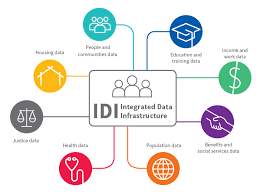 People and
communities data
Education and
training data
Housing data
Income and
work data
IDI
Integrated Data
Infrastructure
Justice data
Benefits and
social services data
Health data
Population data